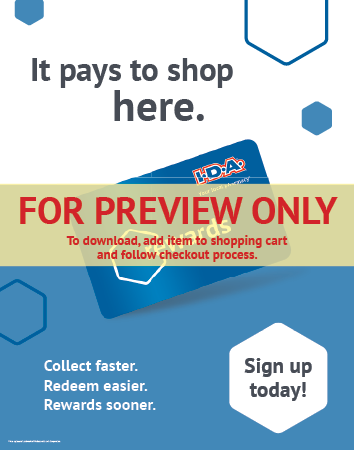 It pays to shop
here.
I·D·A
rewards
FOR PREVIEW ONLY
To download, add item to shopping cart
and follow checkout process.
Collect faster.
Redeem easier.
Rewards sooner.
Sign up
today!